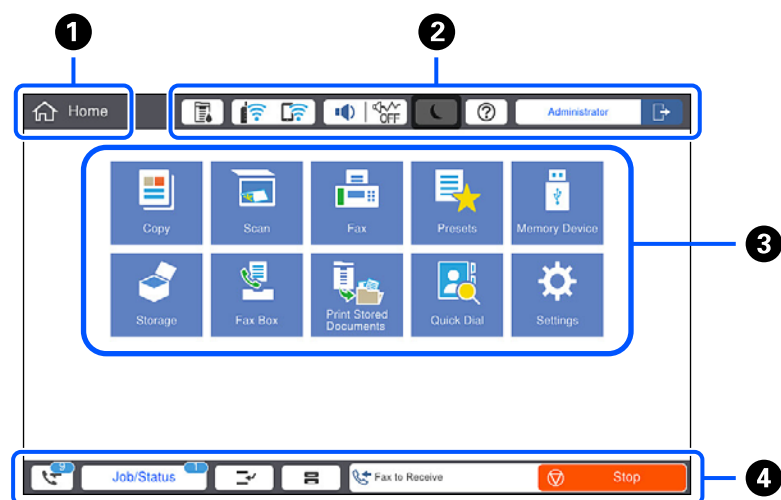 1
2
Home
OFF
?
Administrator
Copy
Scan
Fax
Presets
Memory Device
3
Storage
Fax Box
Print Stored
Documents
Quick Dial
Settings
9
Job/Status
1
Fax to Receive
Stop
4